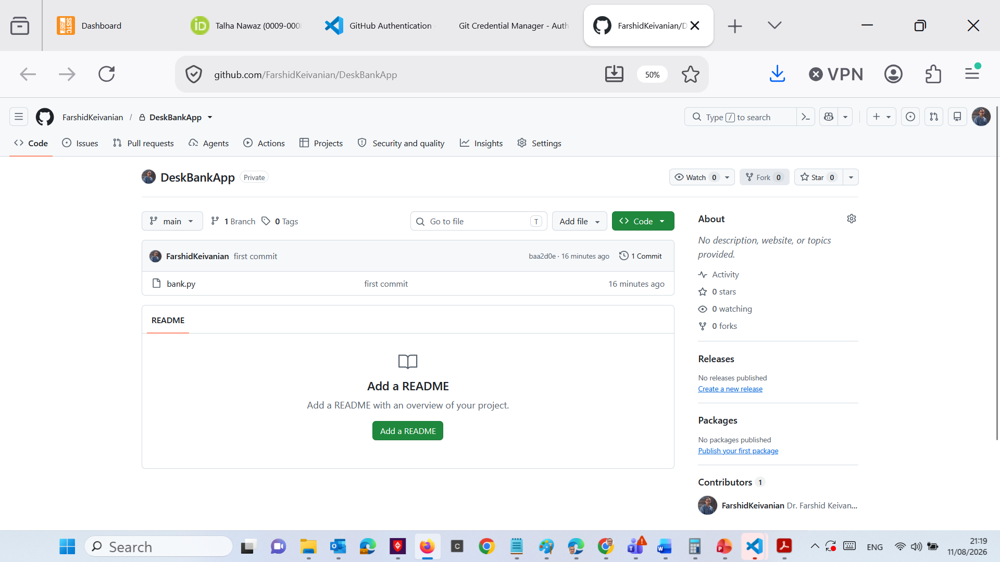 SISTC
Dashboard
iD
Talha Nawaz (0009-000
GitHub Authentication
Git Credential Manager - Auth
FarshidKeivanian/D
github.com/FarshidKeivanian/DeskBankApp
50%
VPN
FarshidKeivanian / DeskBankApp
Type / to search
Code
Issues
Pull requests
Agents
Actions
Projects
Security and quality
Insights
Settings
DeskBankApp Private
Watch 0
Fork 0
Star 0
main
1 Branch
0 Tags
Go to file T
Add file
Code
FarshidKeivanian first commit
baa2d0e · 16 minutes ago
1 Commit
bank.py
first commit
16 minutes ago
README
Add a README
Add a README with an overview of your project.
Add a README
About
No description, website, or topics
provided.
Activity
0 stars
0 watching
0 forks
Releases
No releases published
Create a new release
Packages
No packages published
Publish your first package
Contributors 1
FarshidKeivanian Dr. Farshid Keivan...
Search
ENG
21:19
11/08/2026